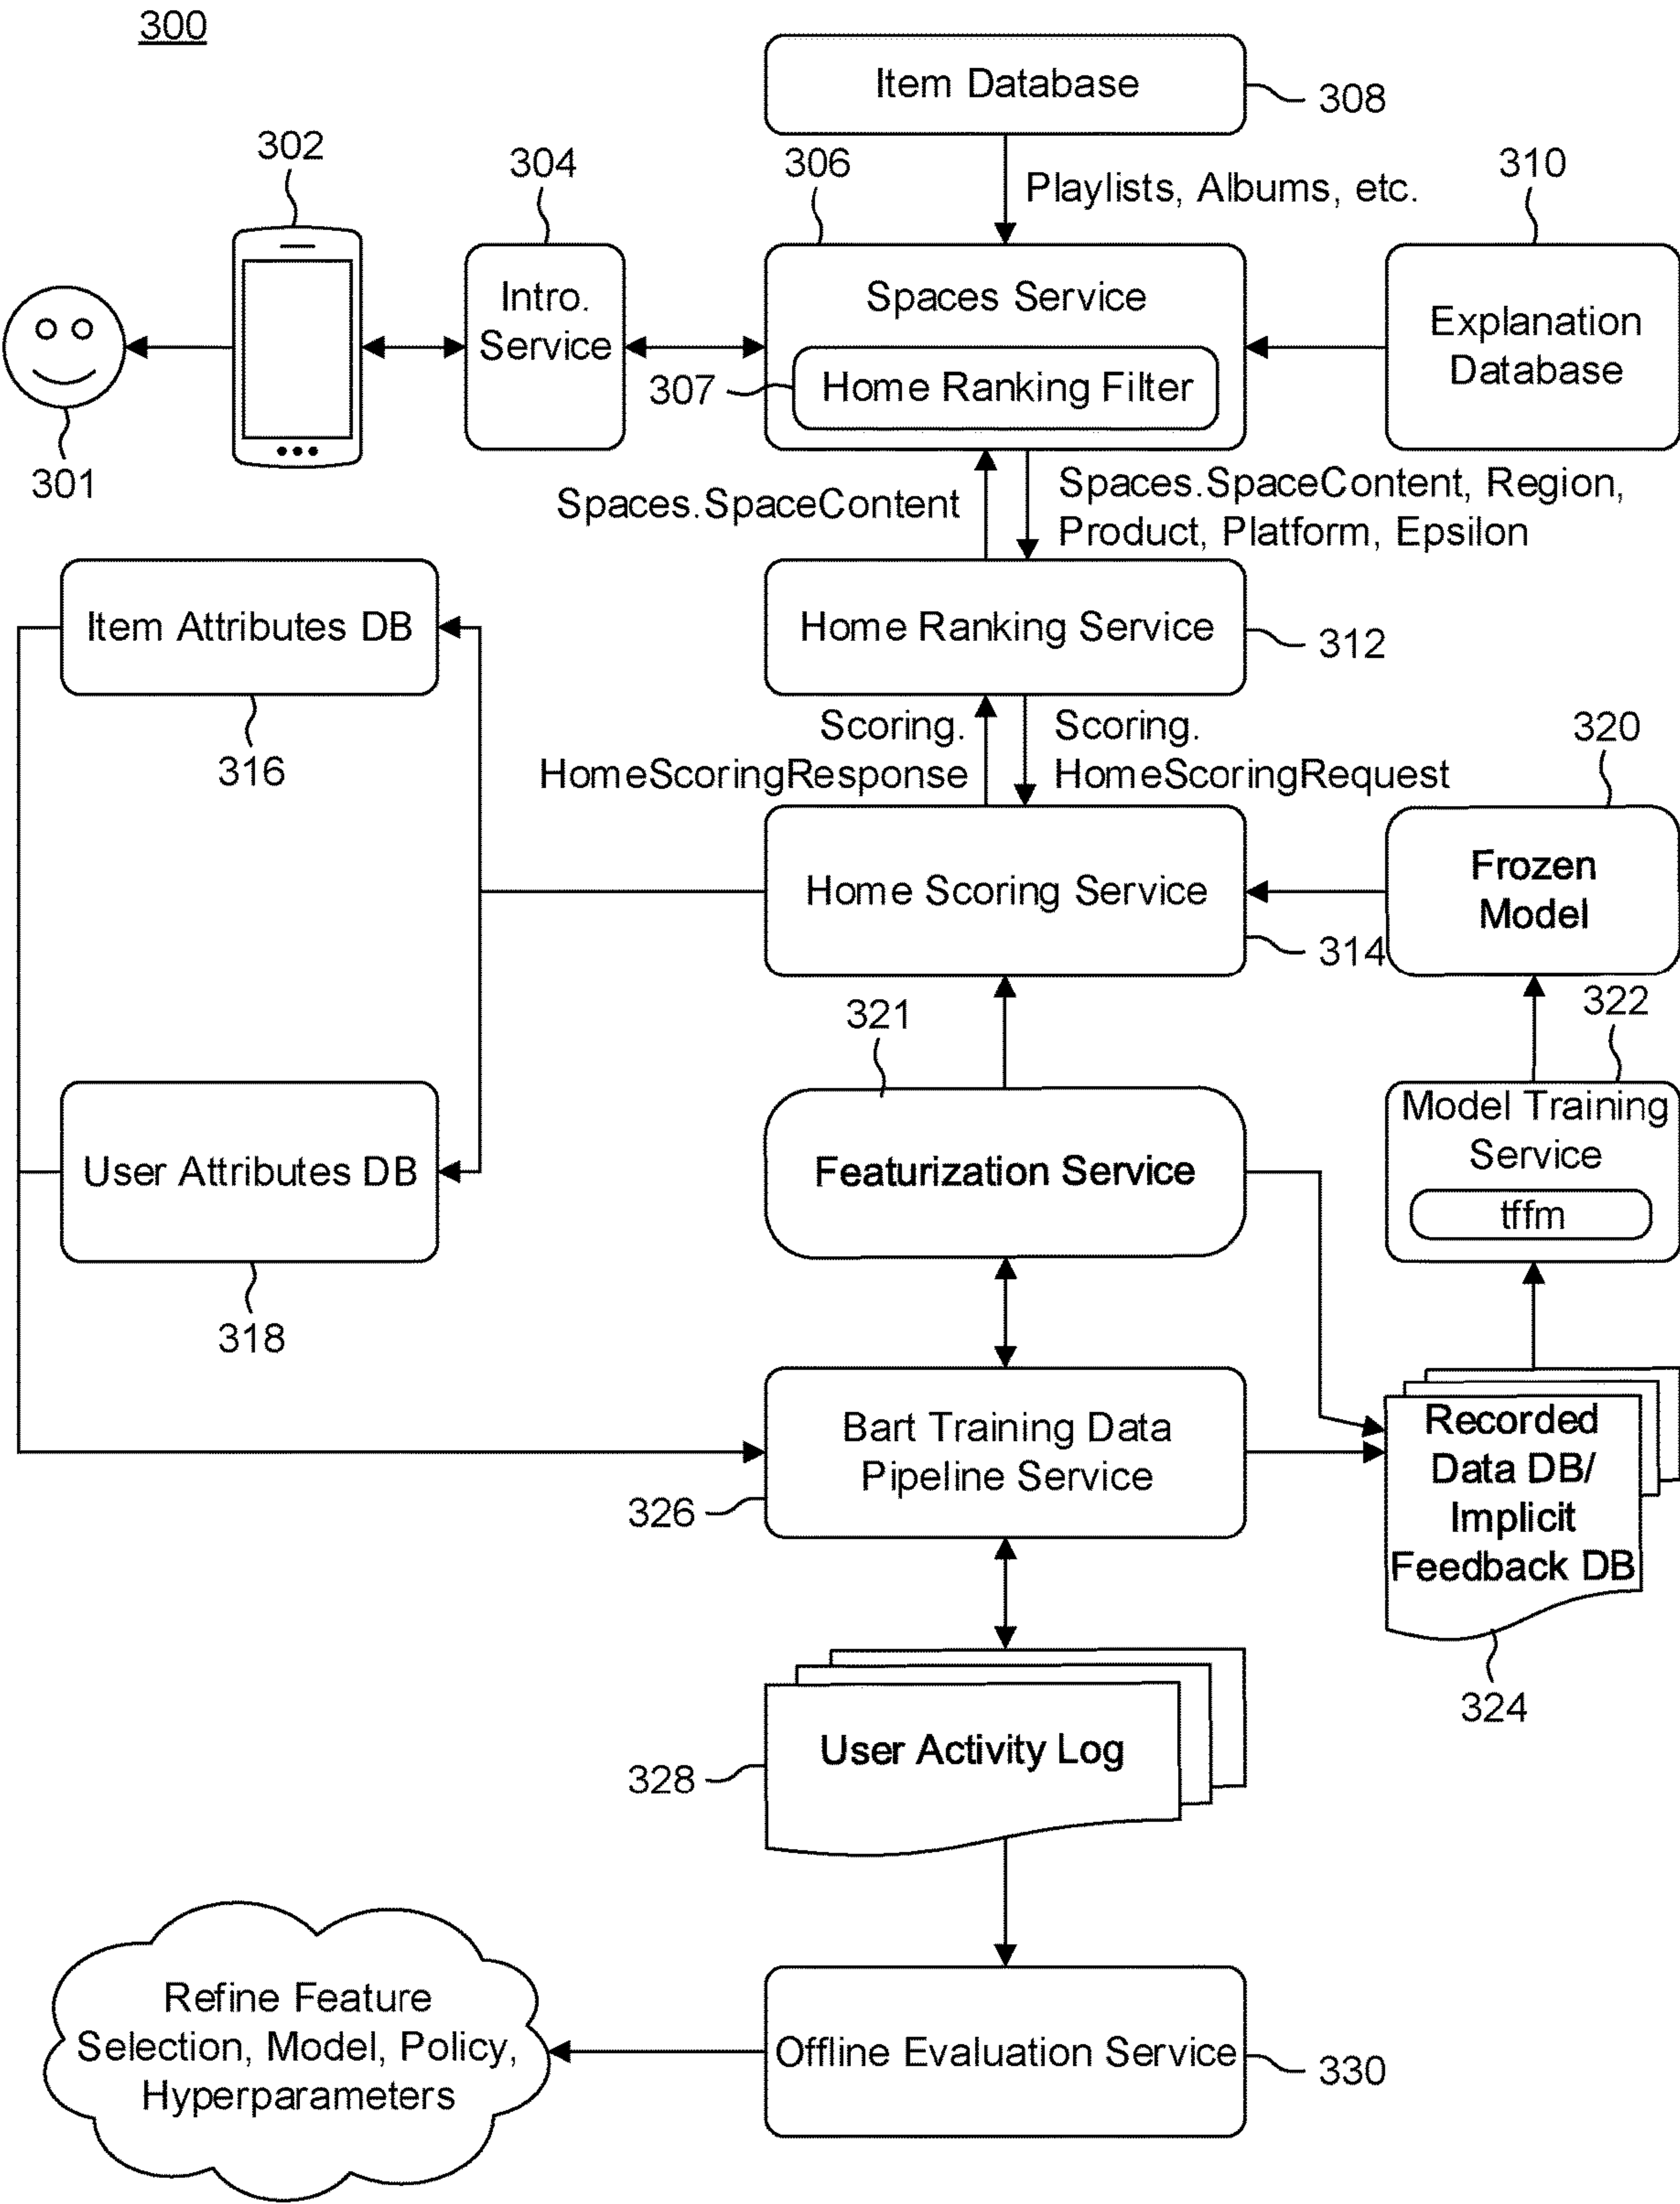 300
Item Database
308
302
304
306
Playlists, Albums, etc.
310
Intro.
Service
Spaces Service
307
Home Ranking Filter
Explanation
Database
301
Spaces.SpaceContent
Spaces.SpaceContent, Region,
Product, Platform, Epsilon
Item Attributes DB
Home Ranking Service
312
316
Scoring.
HomeScoringResponse
Scoring.
HomeScoringRequest
320
Home Scoring Service
314
Frozen
Model
321
322
User Attributes DB
Featurization Service
Model Training
Service
tffm
318
Bart Training Data
Pipeline Service
326
Recorded
Data DB/
Implicit
Feedback DB
324
User Activity Log
328
Refine Feature
Selection, Model, Policy,
Hyperparameters
Offline Evaluation Service
330